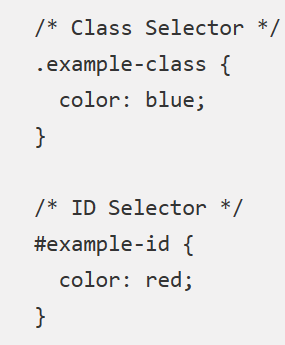 /* Class Selector */
.example-class {
  color: blue;
}

/* ID Selector */
#example-id {
  color: red;
}